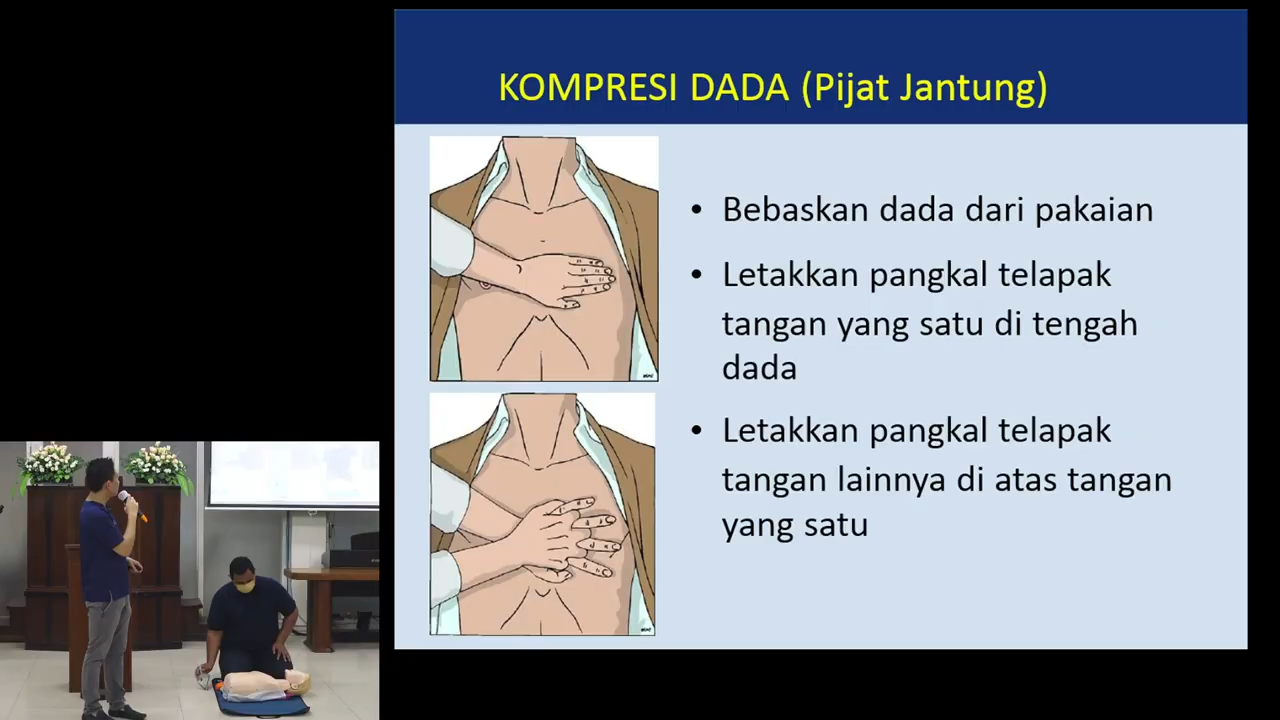 KOMPRESI DADA (Pijat Jantung)
• Bebaskan dada dari pakaian
• Letakkan pangkal telapak
tangan yang satu di tengah
dada
• Letakkan pangkal telapak
tangan lainnya di atas tangan
yang satu